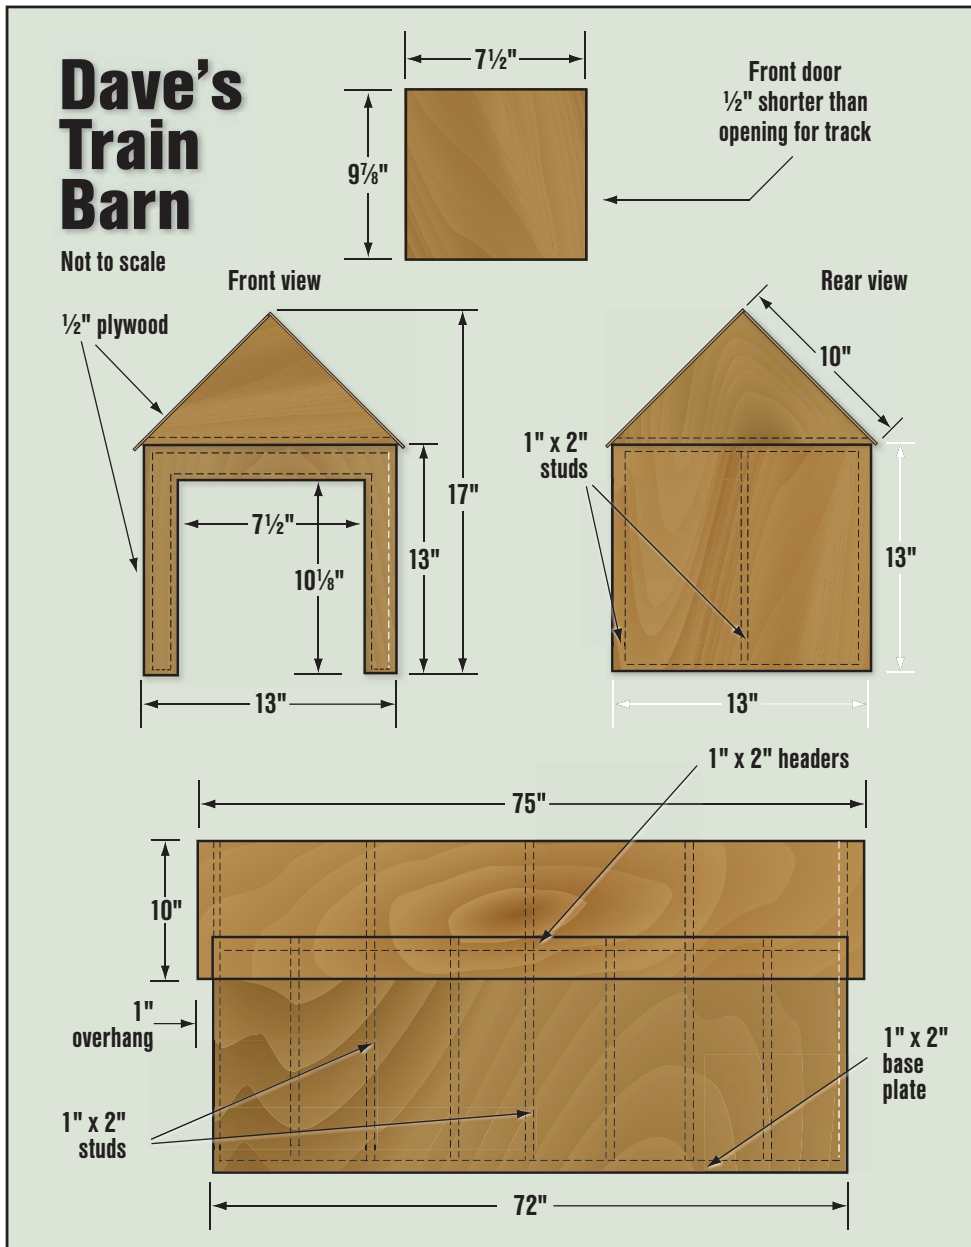 Dave's
Train
Barn
Not to scale
7½"
9⅞"
Front door
½" shorter than
opening for track
Front view
½" plywood
7½"
10⅛"
13"
17"
13"
Rear view
10"
1" x 2"
studs
13"
13"
1" x 2" headers
75"
10"
1"
overhang
1" x 2"
studs
1" x 2"
base
plate
72"